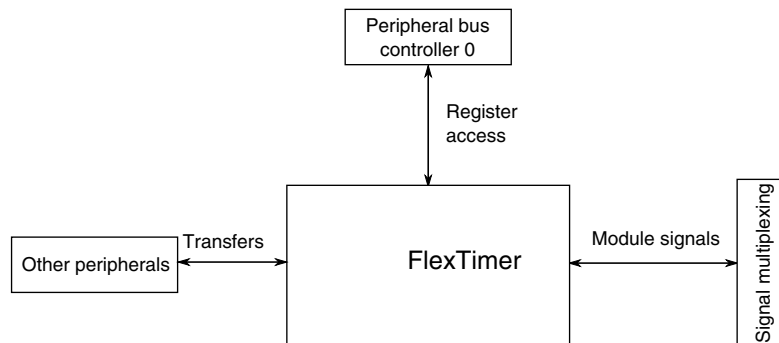 Peripheral bus
controller 0
Register
access
Transfers
Other peripherals
FlexTimer
Module signals
Signal multiplexing